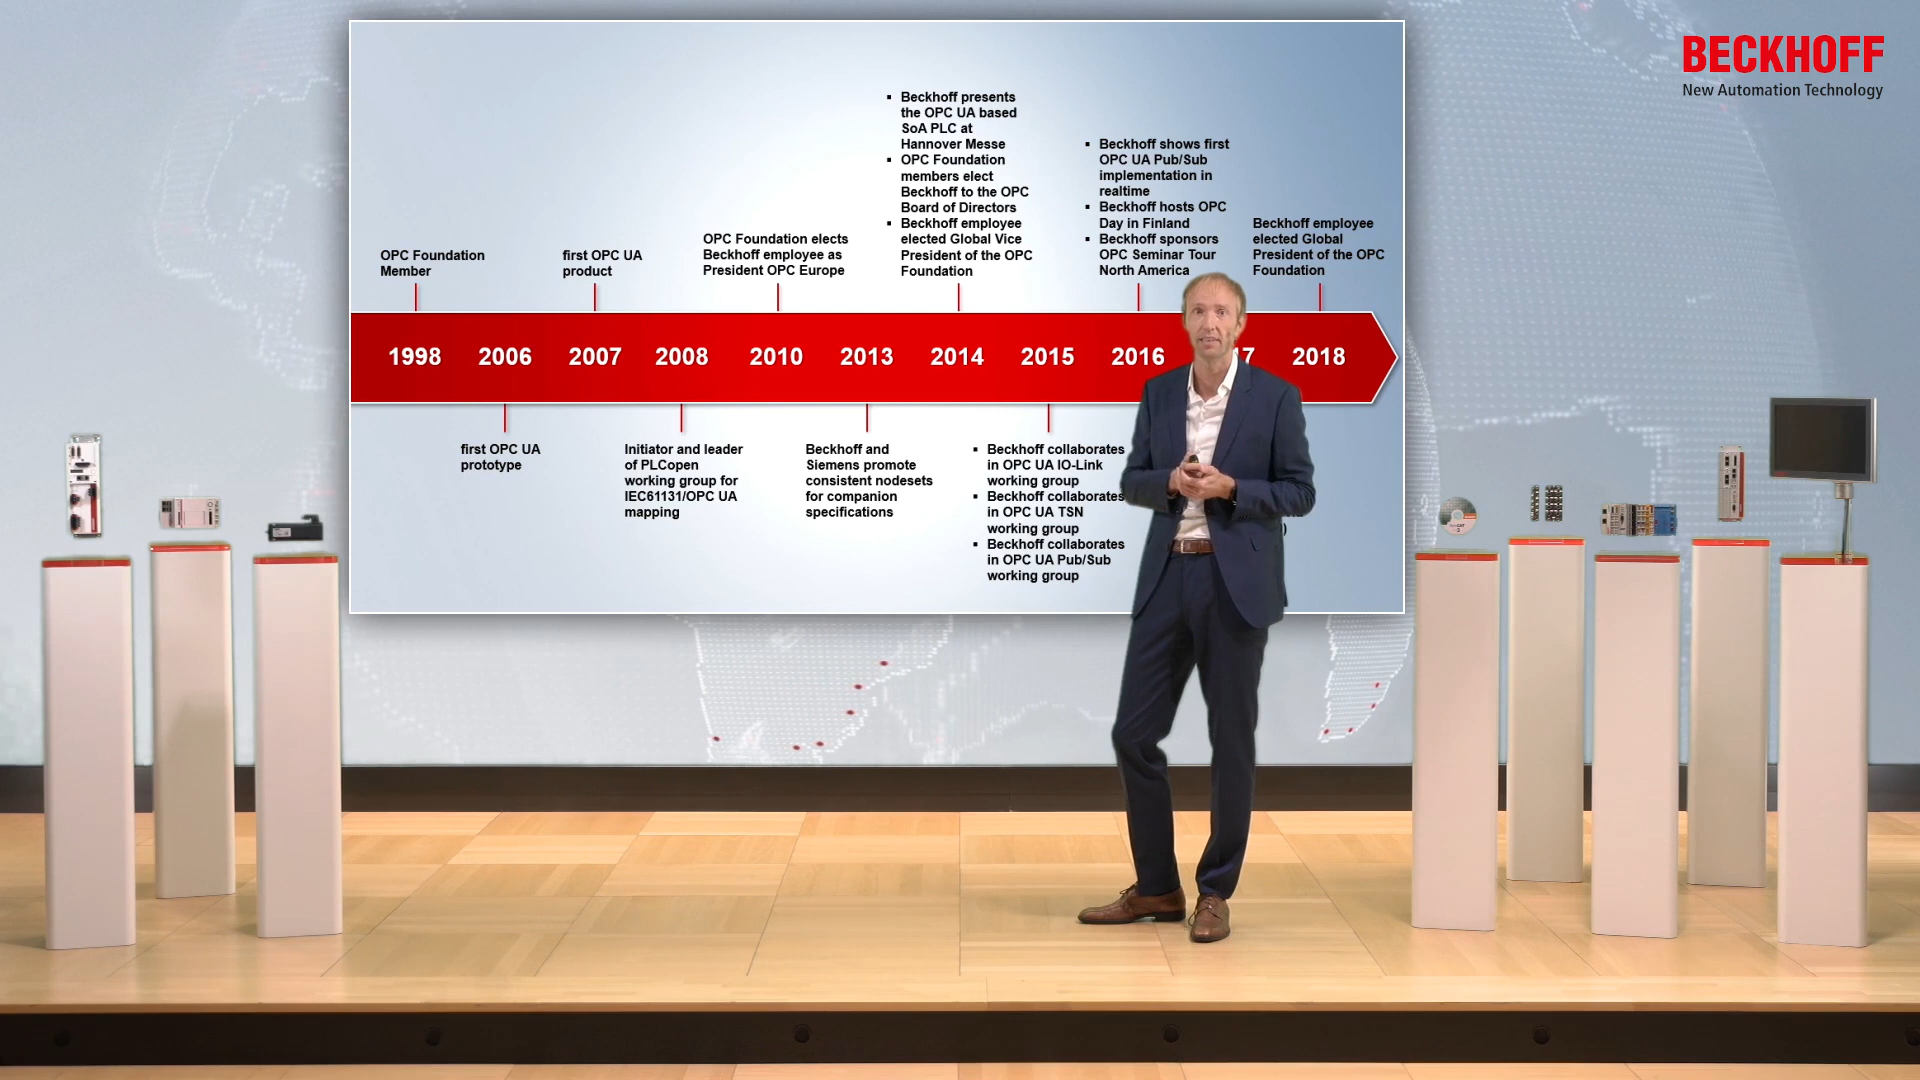 BECKHOFF
New Automation Technology
OPC Foundation
Member
first OPC UA
product
OPC Foundation elects
Beckhoff employee as
President OPC Europe
▪ Beckhoff presents
the OPC UA based
SoA PLC at
Hannover Messe
▪ OPC Foundation
members elect
Beckhoff to the OPC
Board of Directors
▪ Beckhoff employee
elected Global Vice
President of the OPC
Foundation
▪ Beckhoff shows first
OPC UA Pub/Sub
implementation in
realtime
▪ Beckhoff hosts OPC
Day in Finland
▪ Beckhoff sponsors
OPC Seminar Tour
North America
Beckhoff employee
elected Global
President of the OPC
Foundation
1998 2006 2007 2008 2010 2013 2014 2015 2016 17 2018
first OPC UA
prototype
Initiator and leader
of PLCopen
working group for
IEC61131/OPC UA
mapping
Beckhoff and
Siemens promote
consistent nodesets
for companion
specifications
▪ Beckhoff collaborates
in OPC UA IO-Link
working group
▪ Beckhoff collaborates
in OPC UA TSN
working group
▪ Beckhoff collaborates
in OPC UA Pub/Sub
working group
)